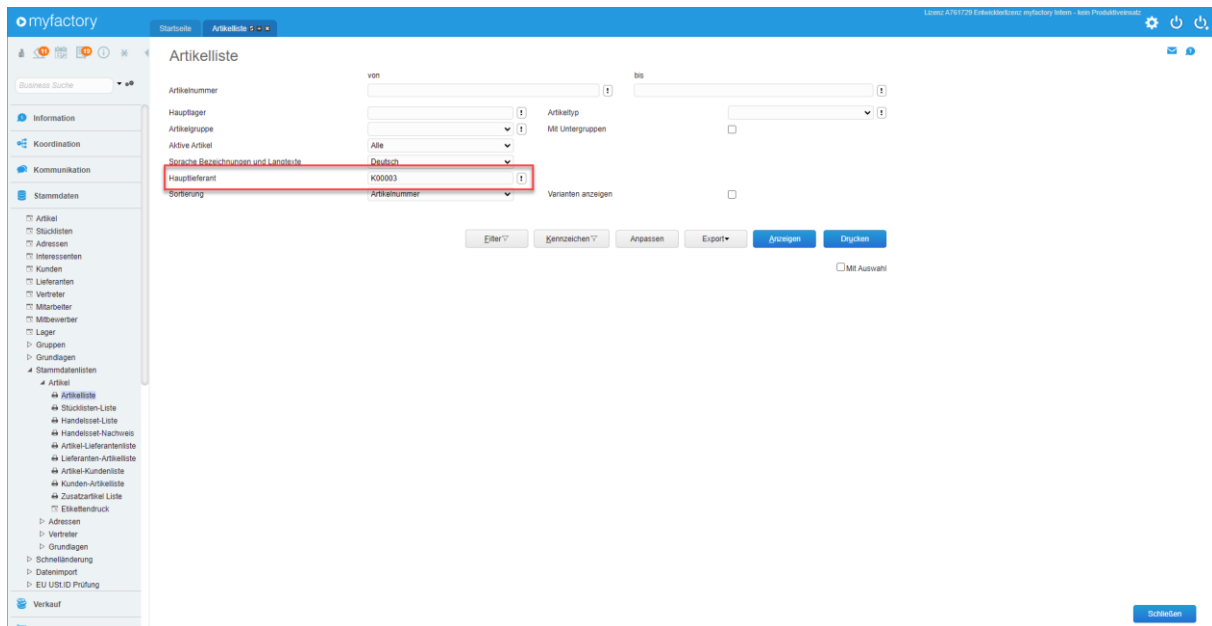 Lizenz A781729 Entwicklerlizenz myfactory Intern - kein Produktiveinsatz
myfactory
Startseite
Artikelliste
Artikelliste
Business Suche
von
bis
Artikelnummer
Hauptlager
Artikeltyp
Artikelgruppe
Mit Untergruppen
Aktive Artikel
Alle
Sprache Bezeichnungen und Langtexte
Deutsch
Hauptlieferant
K00003
Sortierung
Artikelnummer
Varianten anzeigen
Filter
Kennzeichen
Anpassen
Export
Anzeigen
Drucken
Mit Auswahl
Information
Koordination
Kommunikation
Stammdaten
Artikel
Stücklisten
Adressen
Interessenten
Kunden
Lieferanten
Vertreter
Mitarbeiter
Mitbewerber
Lager
Gruppen
Grundlagen
Stammdatenlisten
Artikel
Artikelliste
Stücklisten-Liste
Handelsset-Liste
Handelsset-Nachweis
Artikel-Lieferantenliste
Lieferanten-Artikelliste
Artikel-Kundenliste
Kunden-Artikelliste
Zusatzartikel Liste
Etikettendruck
Adressen
Vertreter
Grundlagen
Schnelländerung
Datenimport
EU USt.ID Prüfung
Verkauf
Schließen